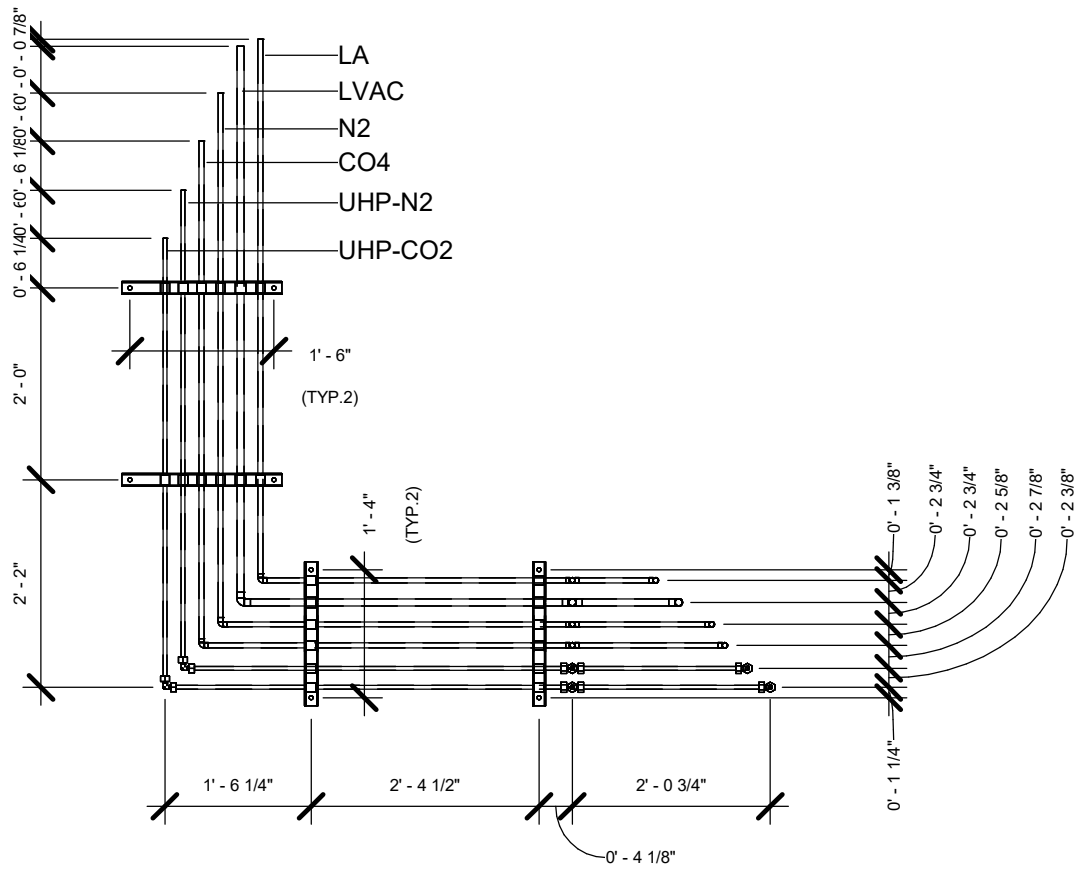 0' - 0 7/8"
0' - 6
0' - 6 1/8
0' - 6
0' - 6 1/4
2' - 0"
2' - 2"
LA
LVAC
N2
CO4
UHP-N2
UHP-CO2
1' - 6"
(TYP.2)
1' - 4"
(TYP.2)
0' - 1 3/8"
0' - 2 3/4"
0' - 2 3/4"
0' - 2 5/8"
0' - 2 7/8"
0' - 2 3/8"
0' - 1 1/4"
1' - 6 1/4"
2' - 4 1/2"
2' - 0 3/4"
0' - 4 1/8"